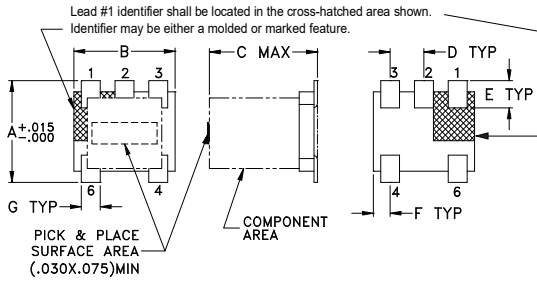 Lead #1 identifier shall be located in the cross-hatched area shown.
Identifier may be either a molded or marked feature.
B
C MAX
D TYP
1 2 3
3 2 1
E TYP
A+.015
-.000
6 4
4 6
G TYP
F TYP
COMPONENT
AREA
PICK & PLACE
SURFACE AREA
(.030X.075)MIN